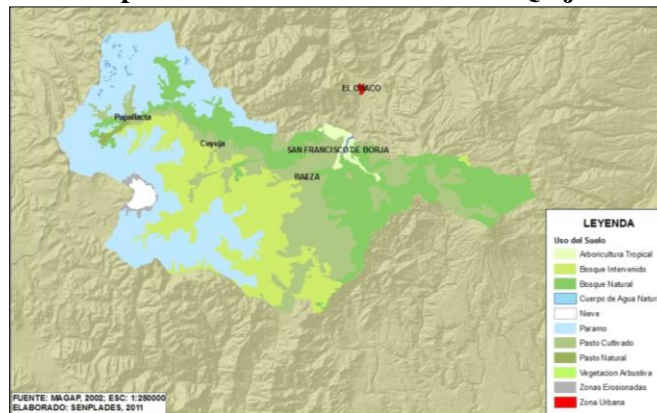 Papallacta
Cuyuja
EL CHACO
SAN FRANCISCO DE BORJA
BAEZA
LEYENDA
Uso del Suelo
Arboricultura Tropical
Bosque Intervenido
Bosque Natural
Cuerpo de Agua Natur
Nieve
Paramo
Pasto Cultivado
Pasto Natural
Vegetacion Arbustiva
Zonas Erosionadas
Zona Urbana
FUENTE: MAGAP, 2002; ESC: 1:250000
ELABORADO: SENPLADES, 2011